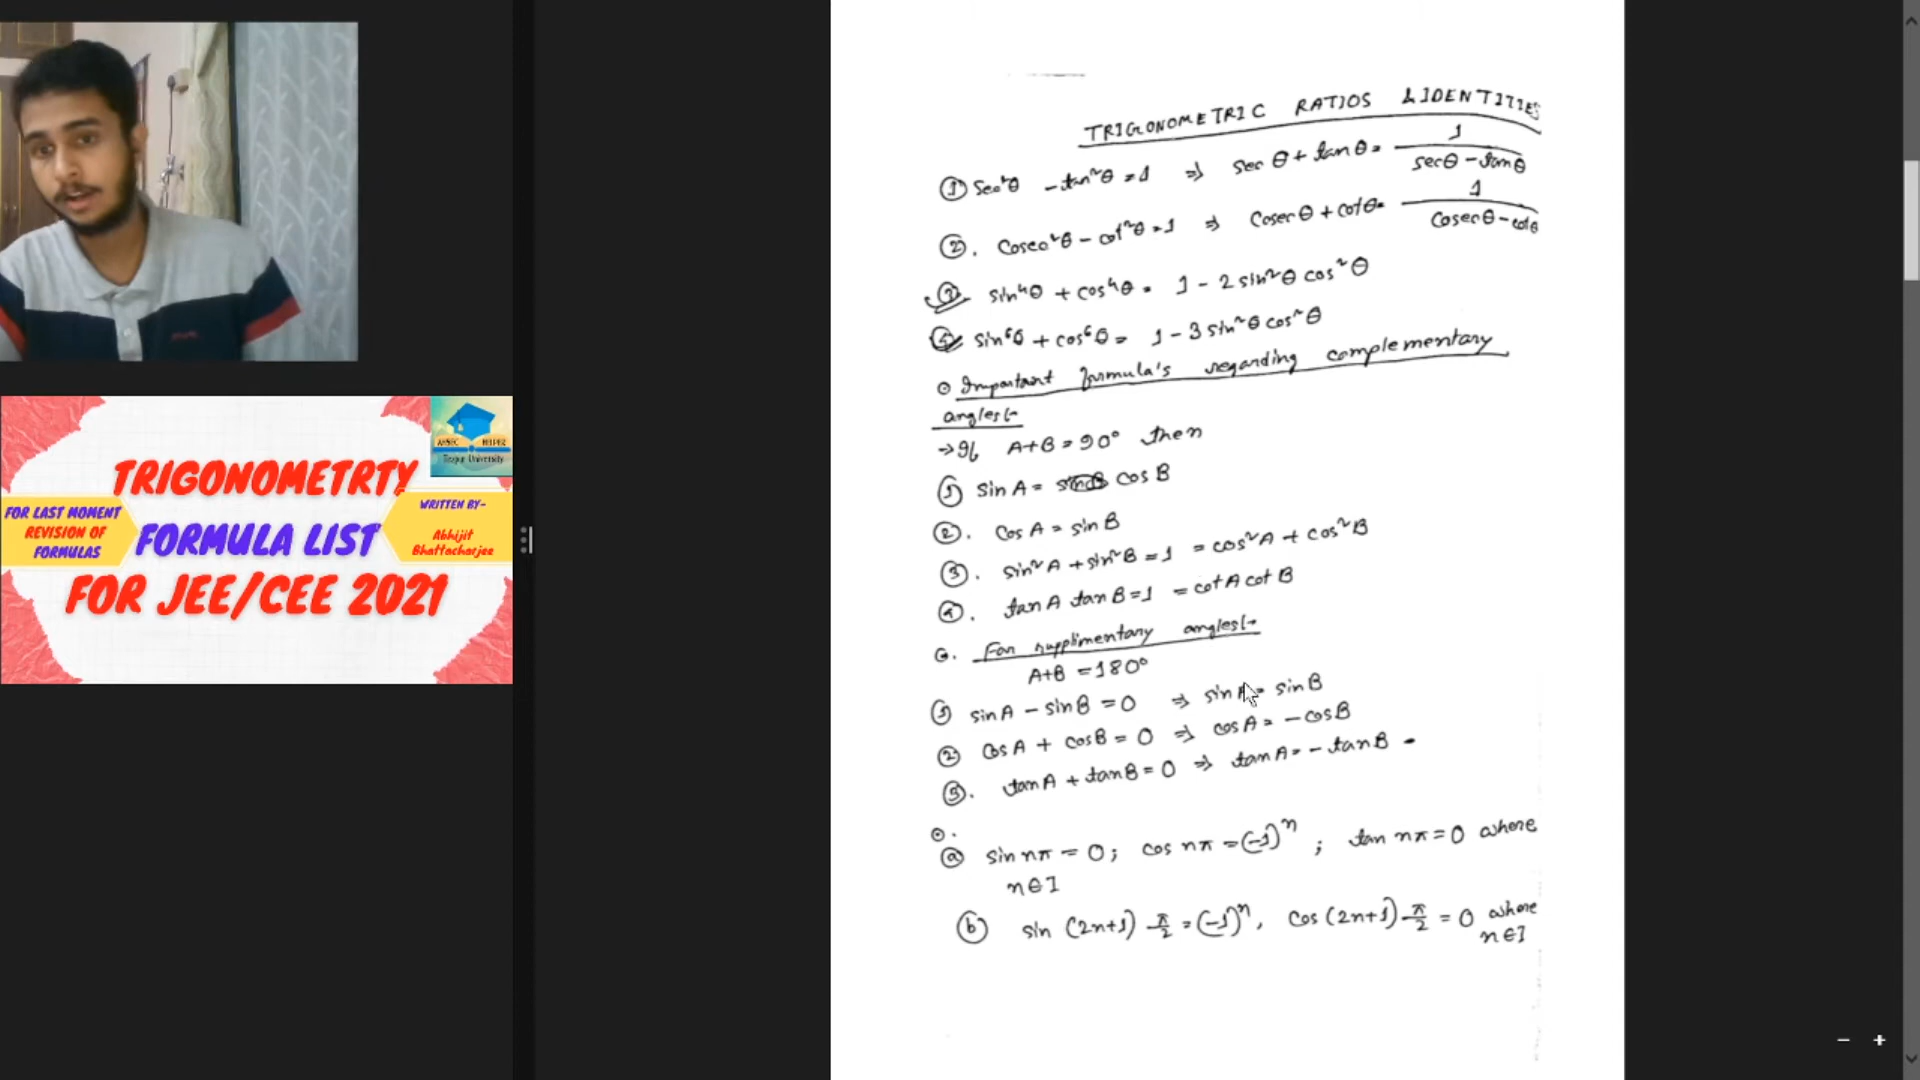 TRIGONOMETRTY
FORMULA LIST
FOR JEE/CEE 2021
FOR LAST MOMENT
REVISION OF
FORMULAS
WRITTEN BY-
Abhijit
Bhattacharjee
AHSEC HELPER
Tezpur University
TRIGONOMETRIC RATIOS & IDENTITIES
① Sec²θ - tan²θ = 1 ⇒ sec θ + tan θ = 1 / (secθ - tanθ)
②. Cosec²θ - cot²θ = 1 ⇒ Cosec θ + cotθ = 1 / (Cosecθ - cotθ)
sin⁴θ + cos⁴θ = 1 - 2 sin²θ cos²θ
sin⁶θ + cos⁶θ = 1 - 3 sin²θ cos²θ
⊙ Important formula's regarding complementary
angles:-
→ If A+B = 90° then
① sin A = cos B
②. Cos A = sin B
③. sin²A + sin²B = 1 = cos²A + cos²B
④. tan A tan B = 1 = cot A cot B
⊙. For supplimentary angles:-
A+B = 180°
① sin A - sin B = 0 ⇒ sin A = sin B
② Cos A + cos B = 0 ⇒ cos A = - cos B
③. tan A + tan B = 0 ⇒ tan A = - tan B
⊙.
ⓐ sin nπ = 0; cos nπ = (-1)ⁿ ; tan nπ = 0 where
n ∈ I
ⓑ sin (2n+1) π/2 = (-1)ⁿ, cos (2n+1) π/2 = 0 where
n ∈ I